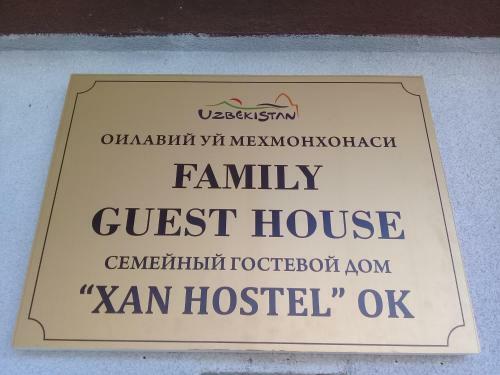 UZBEKISTAN
ОИЛАВИЙ УЙ МЕХМОНХОНАСИ
FAMILY
GUEST HOUSE
СЕМЕЙНЫЙ ГОСТЕВОЙ ДОМ
“XAN HOSTEL” OK